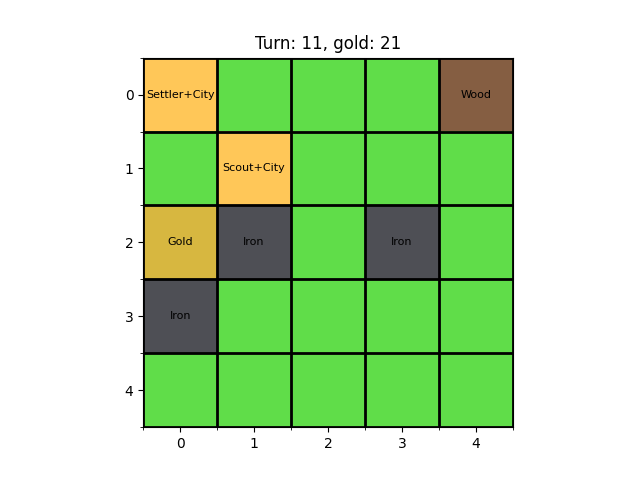 Turn: 11, gold: 21
0
Settler+City
Wood
1
Scout+City
2
Gold
Iron
Iron
3
Iron
4
0 1 2 3 4